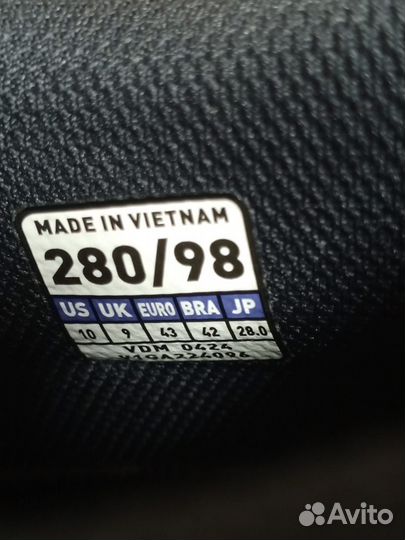 MADE IN VIETNAM
280/98
US UK EURO BRA JP
10 9 43 42 28.0
VDM 0424
Avito